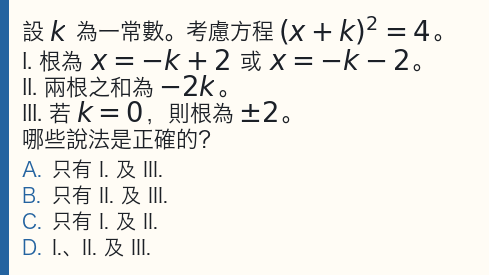 設 k 為一常數。考慮方程 (x + k)² = 4。
I. 根為 x = −k + 2 或 x = −k − 2。
II. 兩根之和為 −2k。
III. 若 k = 0，則根為 ±2。
哪些說法是正確的？
A. 只有 I. 及 III.
B. 只有 II. 及 III.
C. 只有 I. 及 II.
D. I.、II. 及 III.